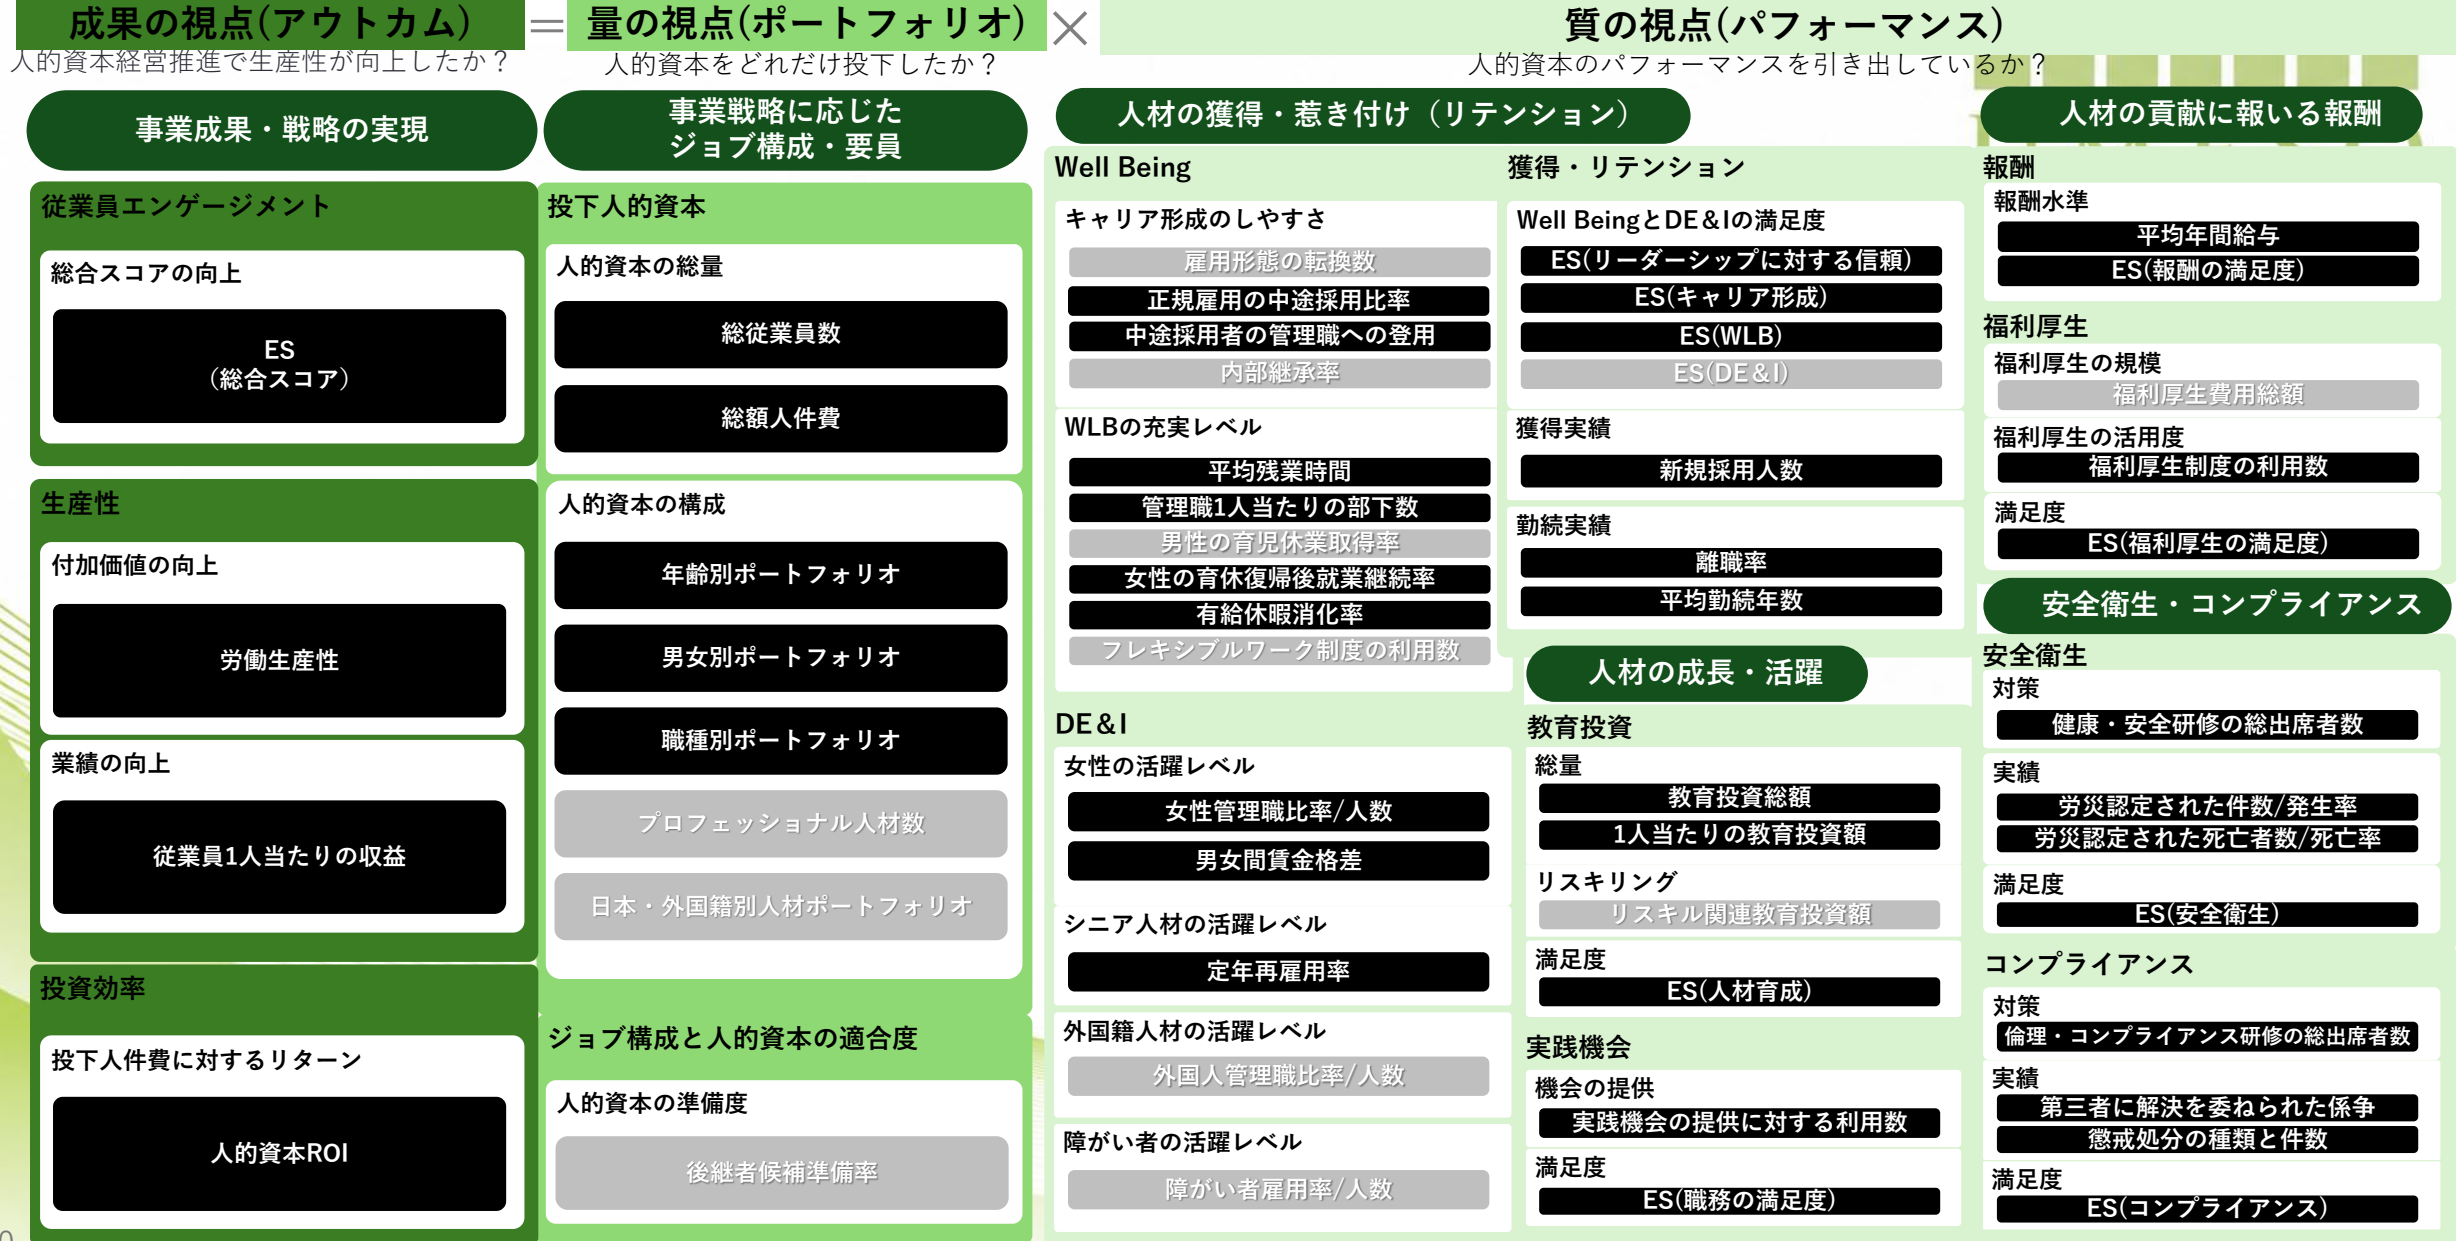 成果の視点(アウトカム)
＝
量の視点(ポートフォリオ)
×
質の視点(パフォーマンス)
人的資本経営推進で生産性が向上したか？
人的資本をどれだけ投下したか？
人的資本のパフォーマンスを引き出しているか？
事業成果・戦略の実現
従業員エンゲージメント
総合スコアの向上
ES
（総合スコア）
生産性
付加価値の向上
労働生産性
業績の向上
従業員1人当たりの収益
投資効率
投下人件費に対するリターン
人的資本ROI
事業戦略に応じた
ジョブ構成・要員
投下人的資本
人的資本の総量
総従業員数
総額人件費
人的資本の構成
年齢別ポートフォリオ
男女別ポートフォリオ
職種別ポートフォリオ
プロフェッショナル人材数
日本・外国籍別人材ポートフォリオ
ジョブ構成と人的資本の適合度
人的資本の準備度
後継者候補準備率
人材の獲得・惹き付け（リテンション）
Well Being
キャリア形成のしやすさ
雇用形態の転換数
正規雇用の中途採用比率
中途採用者の管理職への登用
内部継承率
WLBの充実レベル
平均残業時間
管理職1人当たりの部下数
男性の育児休業取得率
女性の育休復帰後就業継続率
有給休暇消化率
フレキシブルワーク制度の利用数
DE＆I
女性の活躍レベル
女性管理職比率/人数
男女間賃金格差
シニア人材の活躍レベル
定年再雇用率
外国籍人材の活躍レベル
外国人管理職比率/人数
障がい者の活躍レベル
障がい者雇用率/人数
獲得・リテンション
Well BeingとDE＆Iの満足度
ES(リーダーシップに対する信頼)
ES(キャリア形成)
ES(WLB)
ES(DE＆I)
獲得実績
新規採用人数
勤続実績
離職率
平均勤続年数
人材の成長・活躍
教育投資
総量
教育投資総額
1人当たりの教育投資額
リスキリング
リスキル関連教育投資額
満足度
ES(人材育成)
実践機会
機会の提供
実践機会の提供に対する利用数
満足度
ES(職務の満足度)
人材の貢献に報いる報酬
報酬
報酬水準
平均年間給与
ES(報酬の満足度)
福利厚生
福利厚生の規模
福利厚生費用総額
福利厚生の活用度
福利厚生制度の利用数
満足度
ES(福利厚生の満足度)
安全衛生・コンプライアンス
安全衛生
対策
健康・安全研修の総出席者数
実績
労災認定された件数/発生率
労災認定された死亡者数/死亡率
満足度
ES(安全衛生)
コンプライアンス
対策
倫理・コンプライアンス研修の総出席者数
実績
第三者に解決を委ねられた係争
懲戒処分の種類と件数
満足度
ES(コンプライアンス)